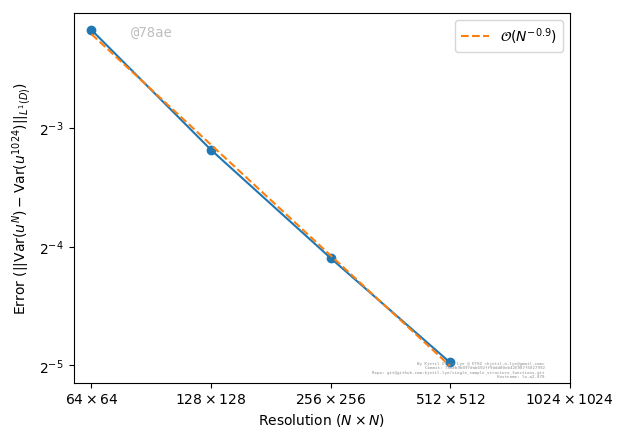 @78ae
𝒪(N^{-0.9})
Error (||Var(u^N) − Var(u^{1024})||_{L^1(D)})
2^{-3}
2^{-4}
2^{-5}
64 × 64
128 × 128
256 × 256
512 × 512
1024 × 1024
Resolution (N × N)